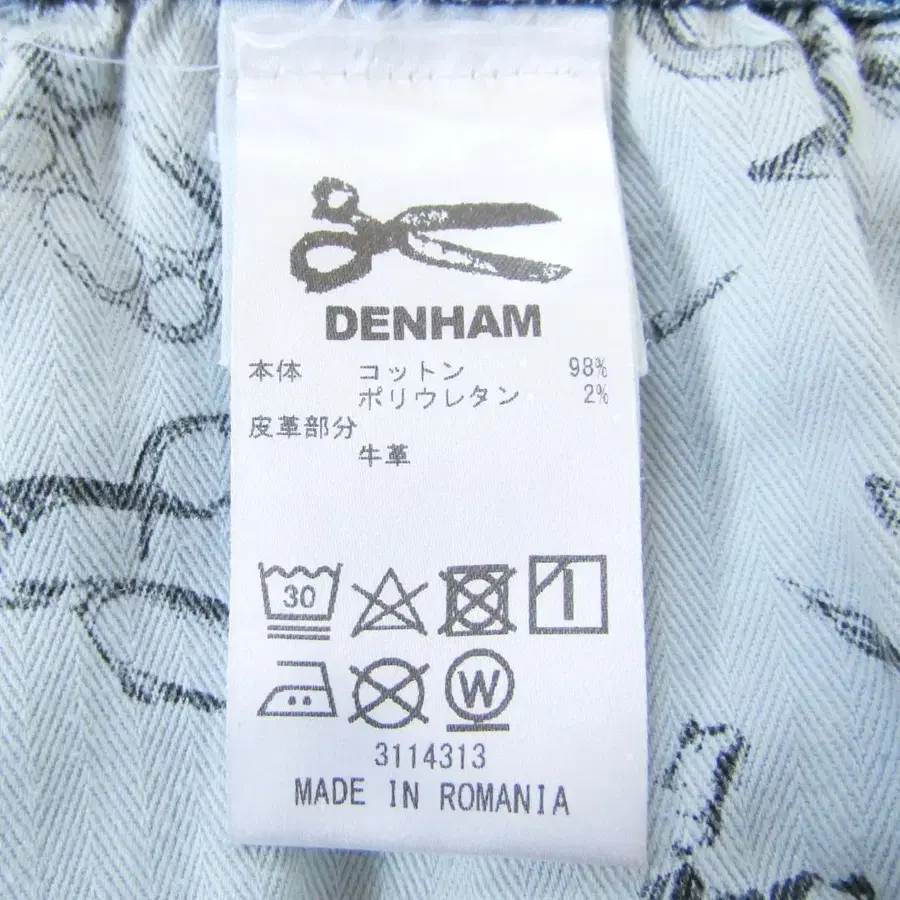 DENHAM
本体 コットン 98%
ポリウレタン 2%
皮革部分
牛革
30
W
3114313
MADE IN ROMANIA